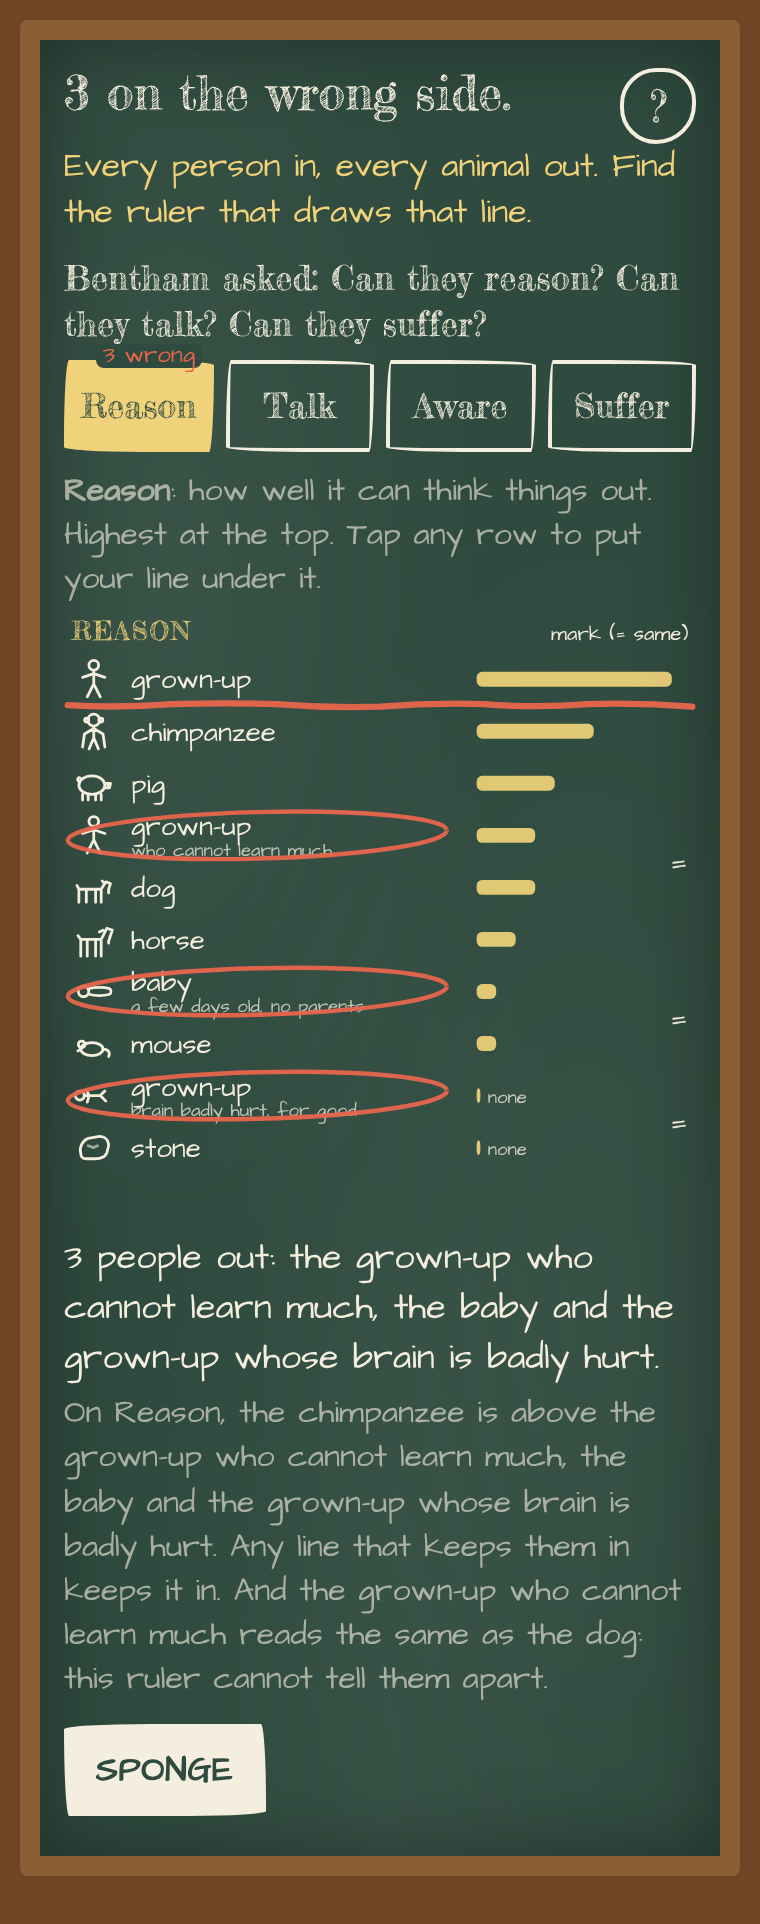 3 on the wrong side.
?
Every person in, every animal out. Find
the ruler that draws that line.
Bentham asked: Can they reason? Can
they talk? Can they suffer?
3 wrong
Reason
Talk
Aware
Suffer
Reason: how well it can think things out.
Highest at the top. Tap any row to put
your line under it.
REASON
mark (= same)
grown-up
chimpanzee
pig
grown-up
who cannot learn much
=
dog
horse
baby
a few days old, no parents
=
mouse
grown-up
none
brain badly hurt, for good
=
stone
none
3 people out: the grown-up who
cannot learn much, the baby and the
grown-up whose brain is badly hurt.
On Reason, the chimpanzee is above the
grown-up who cannot learn much, the
baby and the grown-up whose brain is
badly hurt. Any line that keeps them in
keeps it in. And the grown-up who cannot
learn much reads the same as the dog:
this ruler cannot tell them apart.
SPONGE